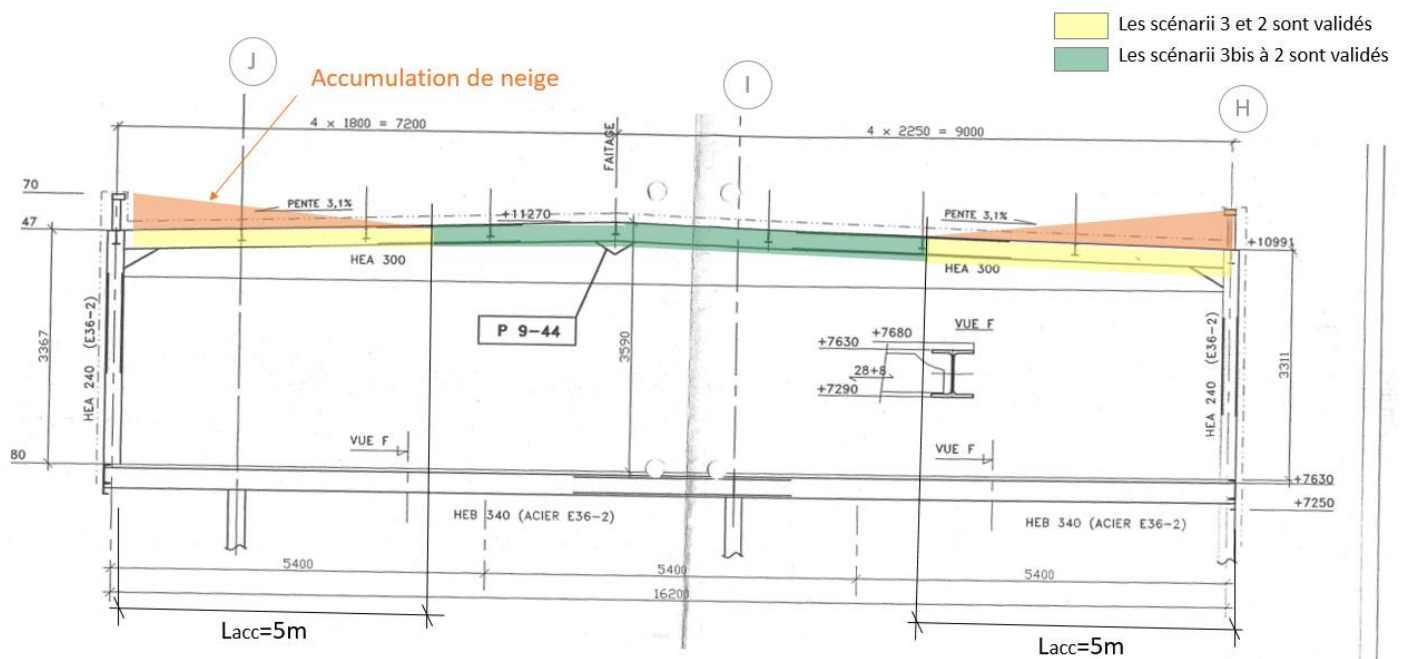 Les scénarii 3 et 2 sont validés
Les scénarii 3bis à 2 sont validés
J
I
H
Accumulation de neige
4 x 1800 = 7200
FAITAGE
4 x 2250 = 9000
70
47
PENTE 3,1%
+11270
PENTE 3,1%
+10991
HEA 300
HEA 300
HEA 240 (E36-2)
3367
P 9-44
3590
VUE F
+7680
+7630
28+8
+7290
HEA 240 (E36-2)
3311
VUE F
VUE F
80
+7630
+7250
HEB 340 (ACIER E36-2)
HEB 340 (ACIER E36-2)
5400
5400
5400
16200
Lacc=5m
Lacc=5m